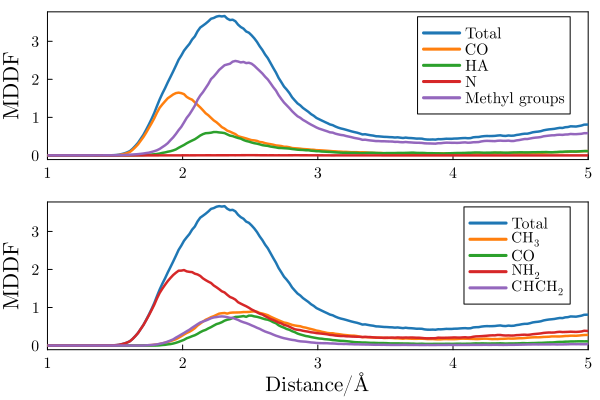 MDDF
3
2
1
0
Total
CO
HA
N
Methyl groups
1 2 3 4 5
MDDF
3
2
1
0
Total
CH₃
CO
NH₂
CHCH₂
1 2 3 4 5
Distance/Å